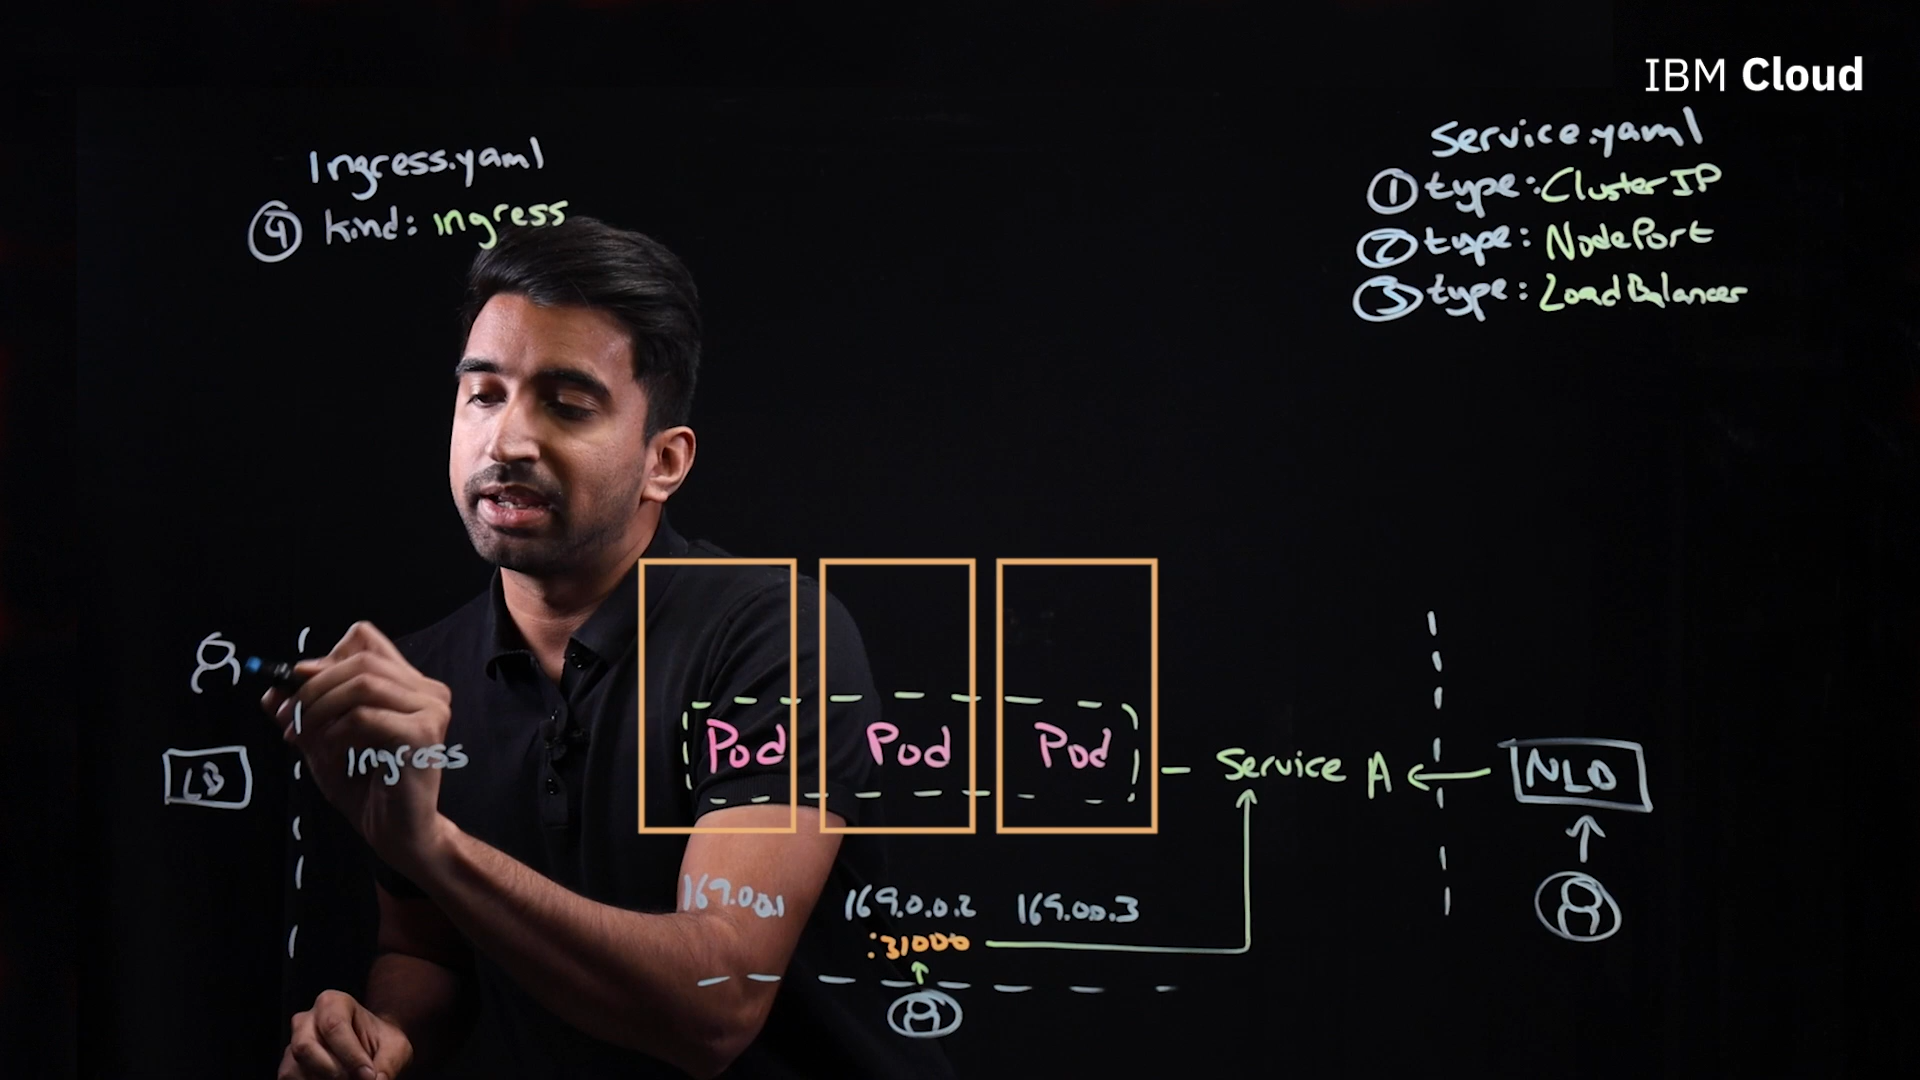 IBM Cloud
Ingress.yaml
④ kind: ingress
Service.yaml
① type: ClusterIP
② type: NodePort
③ type: LoadBalancer
LB
Ingress
Pod Pod Pod
Service A
NLB
169.0.0.1 169.0.0.2 169.0.0.3
:31000